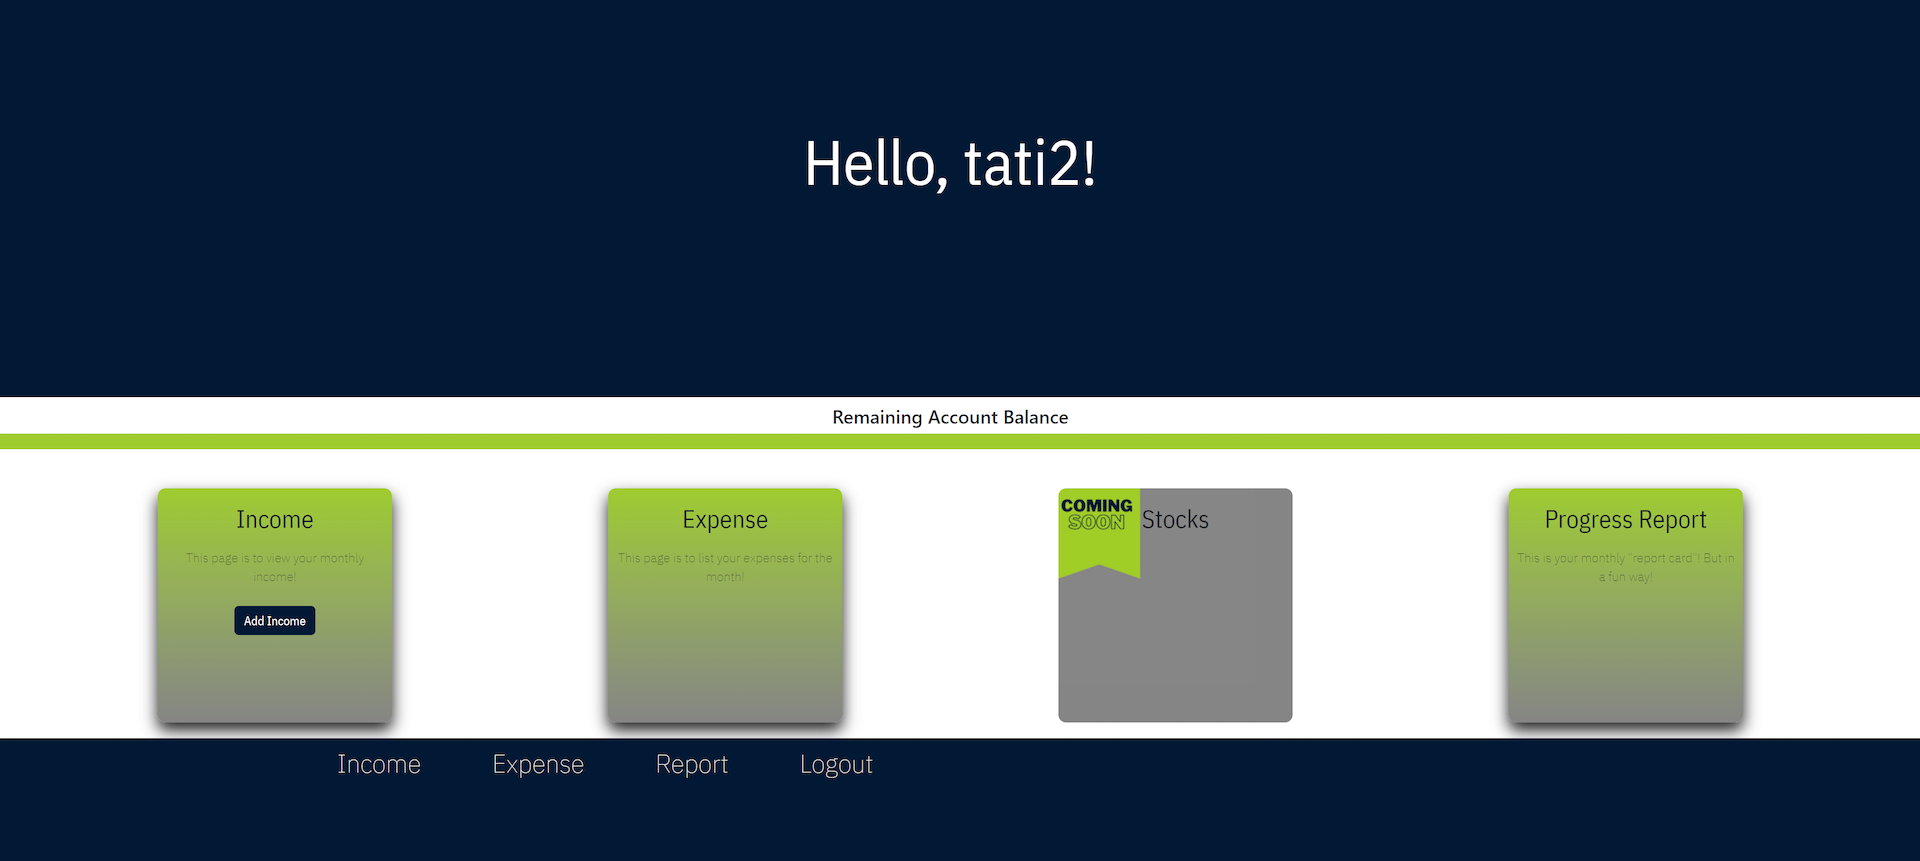 Hello, tati2!
Remaining Account Balance
Income
This page is to view your monthly
income!
Add Income
Expense
This page is to list your expenses for the
month!
COMING
SOON
Stocks
Progress Report
This is your monthly "report card"! But in
a fun way!
Income Expense Report Logout